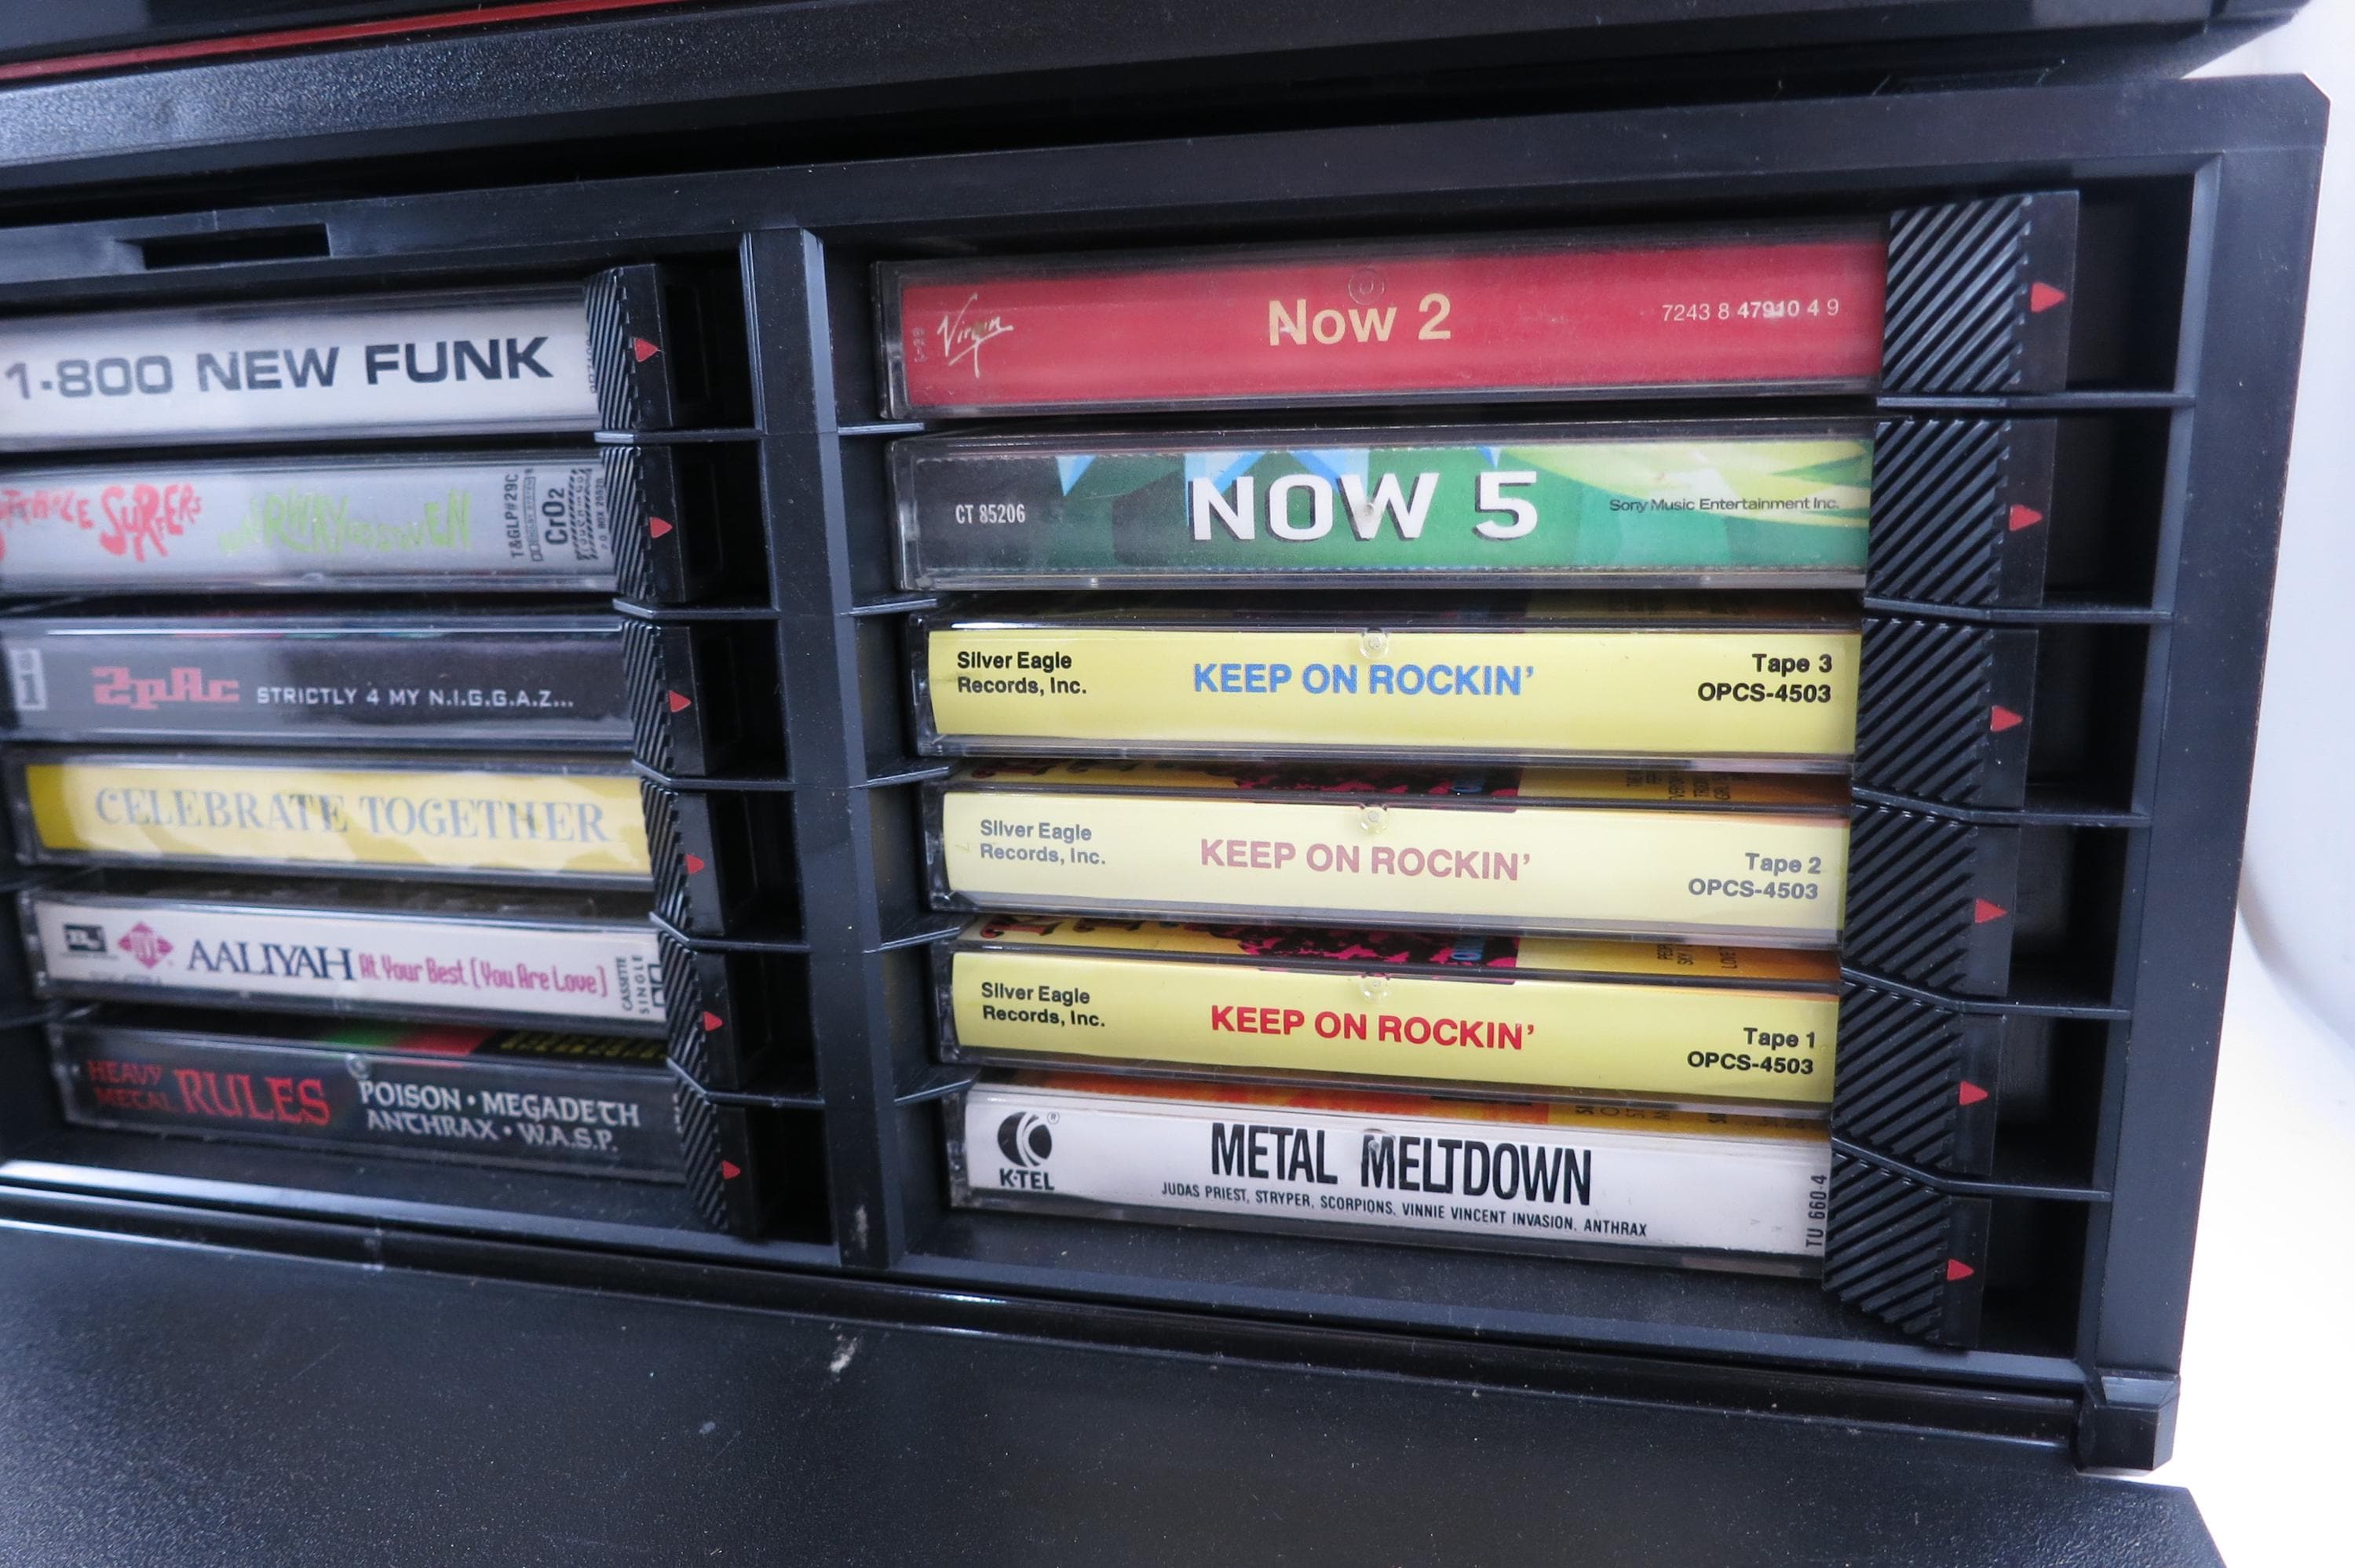 1-800 NEW FUNK
SURFERS
T&GLP#29C
CrO2
2PAC STRICTLY 4 MY N.I.G.G.A.Z...
CELEBRATE TOGETHER
AALIYAH At Your Best (You Are Love)
CASSETTE
SINGLE
HEAVY
METAL RULES
POISON • MEGADETH
ANTHRAX • W.A.S.P.
Virgin Now 2 7243 8 47910 4 9
CT 85206 NOW 5 Sony Music Entertainment Inc.
Silver Eagle
Records, Inc.
KEEP ON ROCKIN'
Tape 3
OPCS-4503
Silver Eagle
Records, Inc.
KEEP ON ROCKIN'
Tape 2
OPCS-4503
Silver Eagle
Records, Inc.
KEEP ON ROCKIN'
Tape 1
OPCS-4503
K-TEL
METAL MELTDOWN
JUDAS PRIEST, STRYPER, SCORPIONS, VINNIE VINCENT INVASION, ANTHRAX
TU 660-4